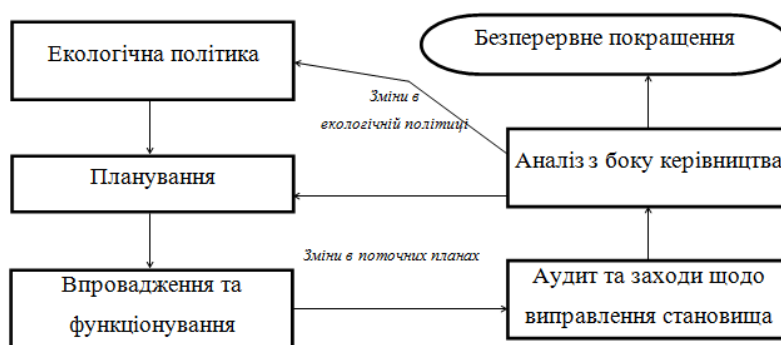 Екологічна політика
Безперервне покращення
Зміни в
екологічній політиці
Аналіз з боку керівництва
Планування
Зміни в поточних планах
Впровадження та
функціонування
Аудит та заходи щодо
виправлення становища